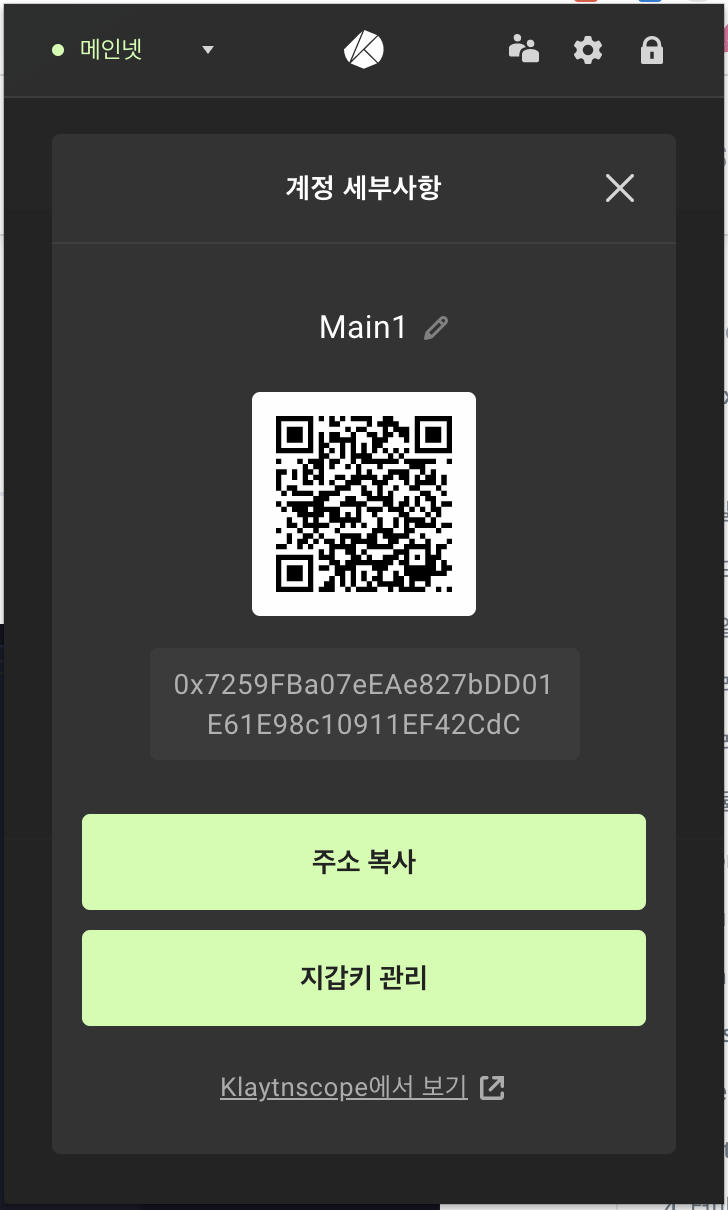 메인넷
계정 세부사항
Main1
0x7259FBa07eEAe827bDD01
E61E98c10911EF42CdC
주소 복사
지갑키 관리
Klaytnscope에서 보기